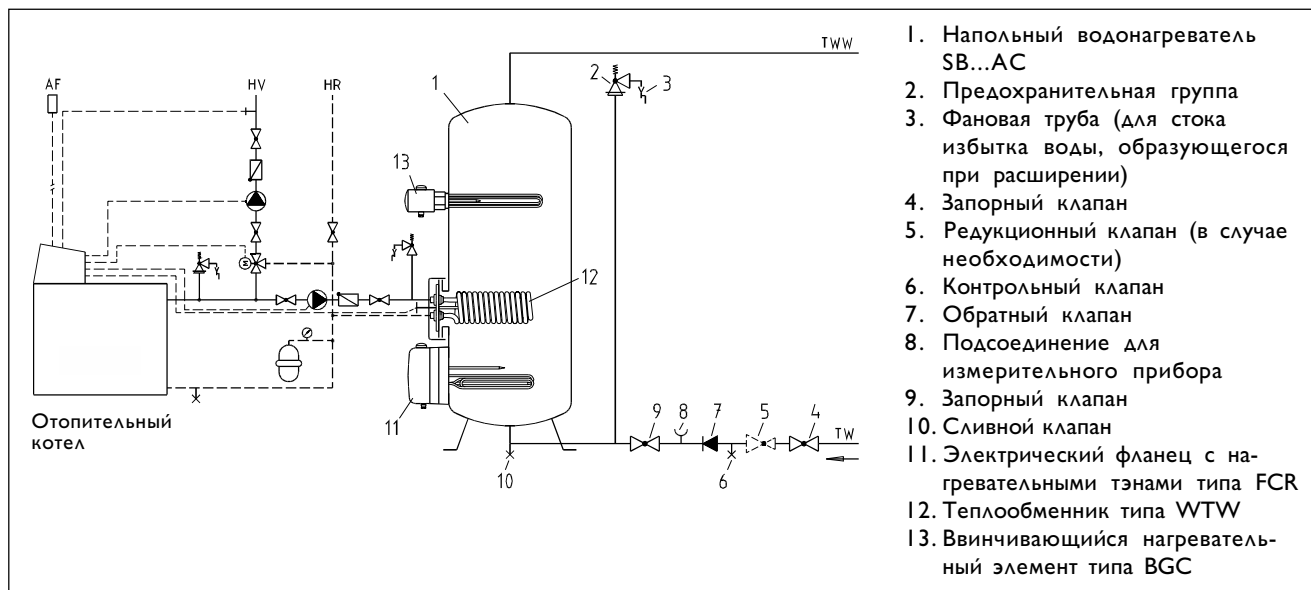 TWW
AF
HV
HR
1
2
3
13
M
12
Отопительный
котел
11
9
8
7
5
4
TW
10
6
1. Напольный водонагреватель
SB...AC
2. Предохранительная группа
3. Фановая труба (для стока
избытка воды, образующегося
при расширении)
4. Запорный клапан
5. Редукционный клапан (в случае
необходимости)
6. Контрольный клапан
7. Обратный клапан
8. Подсоединение для
измерительного прибора
9. Запорный клапан
10. Сливной клапан
11. Электрический фланец с на-
гревательными тэнами типа FCR
12. Теплообменник типа WTW
13. Ввинчивающийся нагреватель-
ный элемент типа BGC